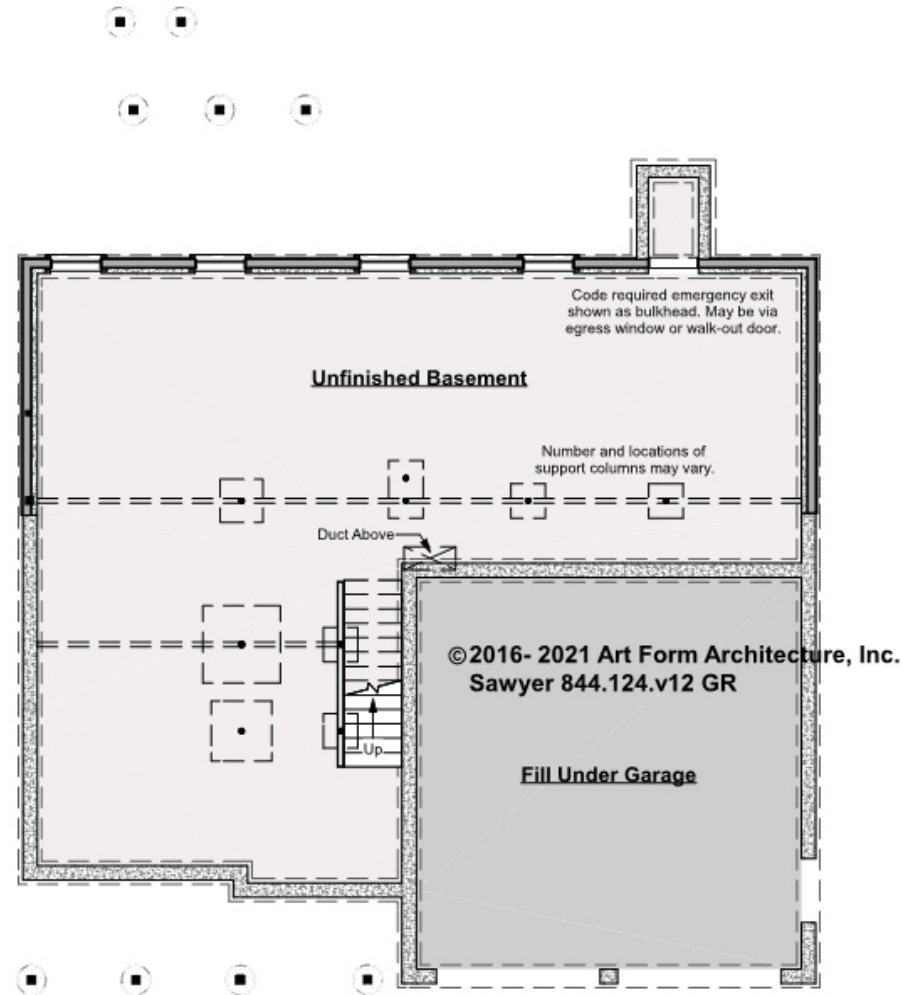 Code required emergency exit
shown as bulkhead. May be via
egress window or walk-out door.
Unfinished Basement
Number and locations of
support columns may vary.
Duct Above
©2016- 2021 Art Form Architecture, Inc.
Sawyer 844.124.v12 GR
Up
Fill Under Garage